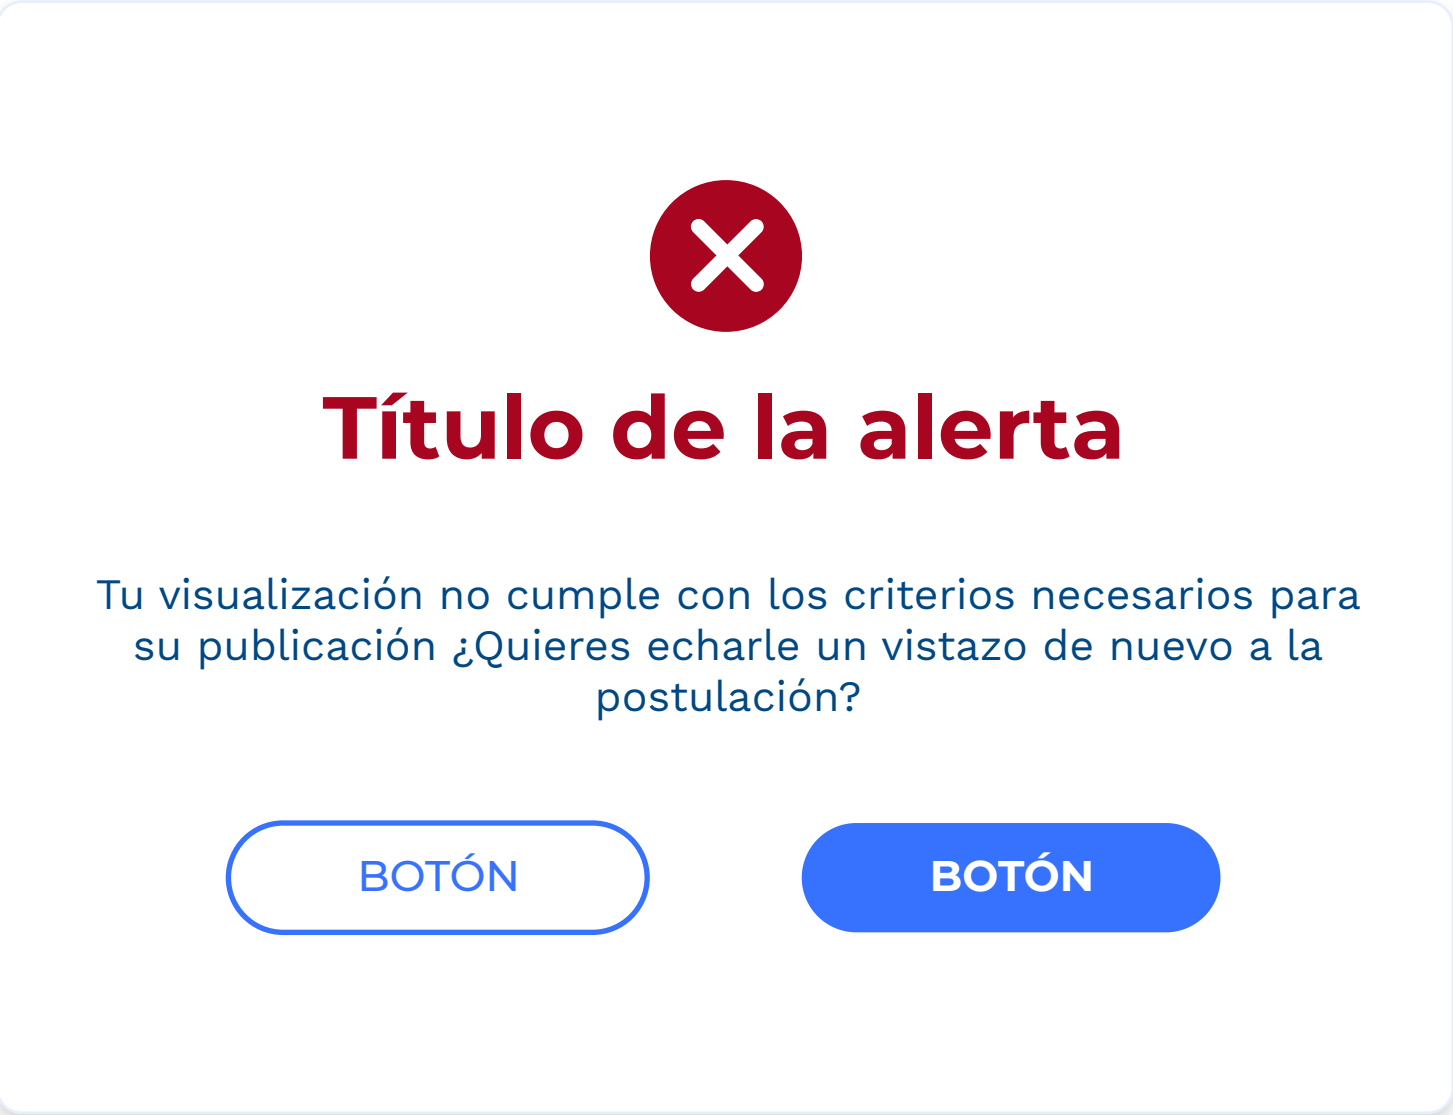 Título de la alerta
Tu visualización no cumple con los criterios necesarios para
su publicación ¿Quieres echarle un vistazo de nuevo a la
postulación?
BOTÓN
BOTÓN